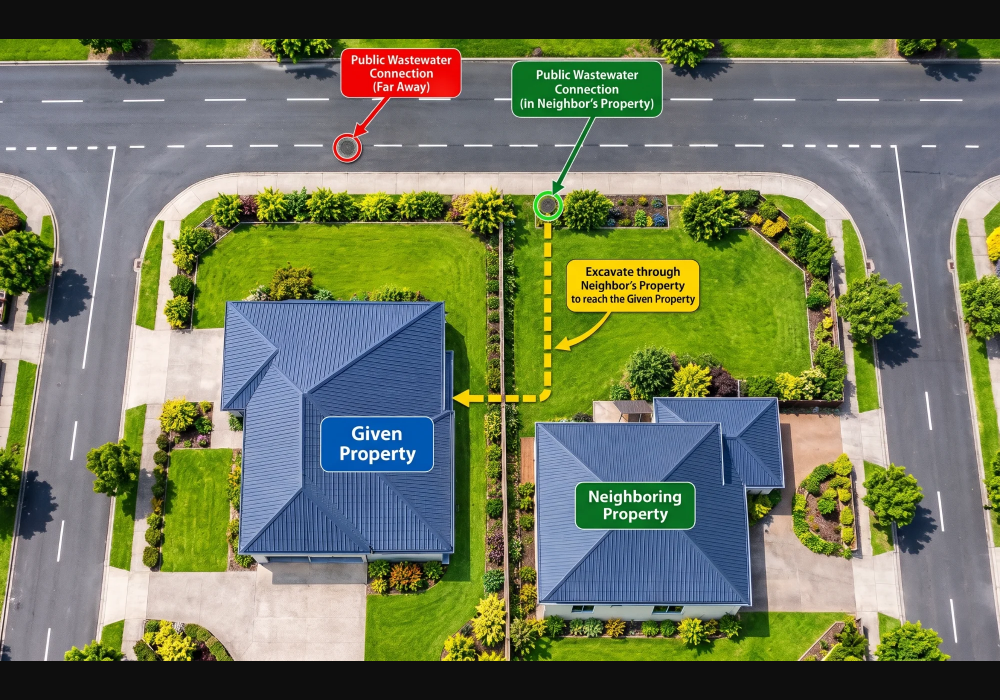 Public Wastewater
Connection
(Far Away)
Public Wastewater
Connection
(in Neighbor's Property)
Excavate through
Neighbor's Property
to reach the Given Property
Given
Property
Neighboring
Property